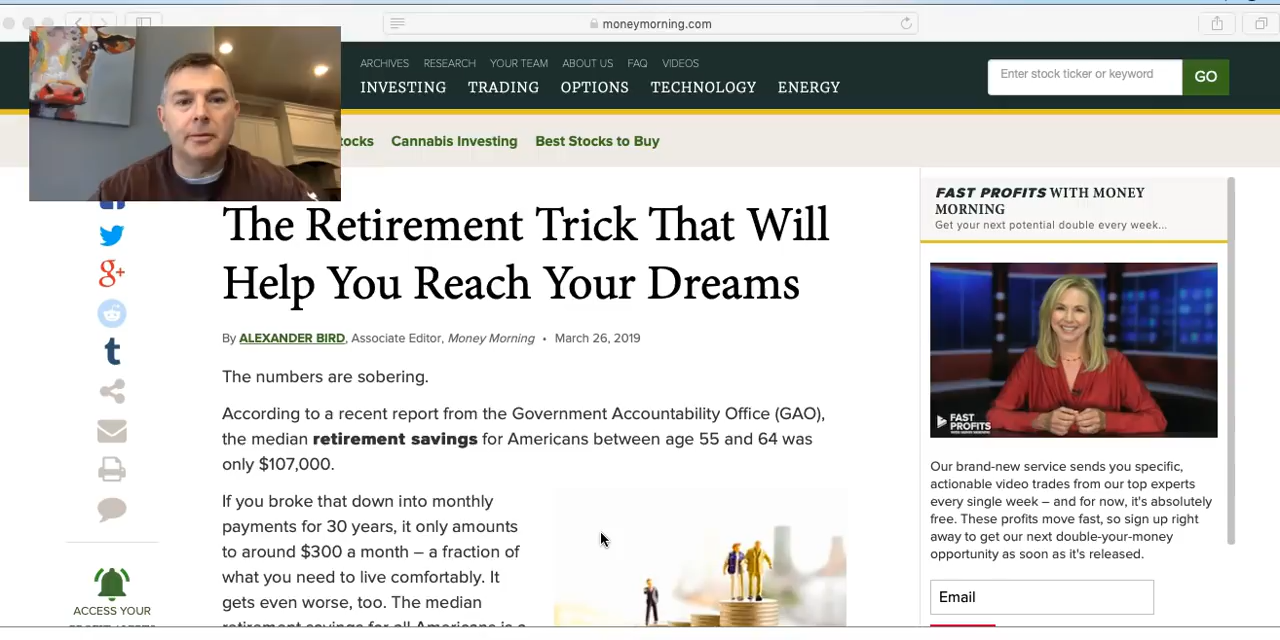 moneymorning.com
ARCHIVES RESEARCH YOUR TEAM ABOUT US FAQ VIDEOS
INVESTING TRADING OPTIONS TECHNOLOGY ENERGY
Enter stock ticker or keyword GO
Cannabis Investing Best Stocks to Buy
The Retirement Trick That Will
Help You Reach Your Dreams
By ALEXANDER BIRD, Associate Editor, Money Morning • March 26, 2019
The numbers are sobering.
According to a recent report from the Government Accountability Office (GAO),
the median retirement savings for Americans between age 55 and 64 was
only $107,000.
If you broke that down into monthly
payments for 30 years, it only amounts
to around $300 a month – a fraction of
what you need to live comfortably. It
gets even worse, too. The median
retirement savings for all Americans is a
ACCESS YOUR
FAST PROFITS WITH MONEY
MORNING
Get your next potential double every week...
FAST
PROFITS
Our brand-new service sends you specific,
actionable video trades from our top experts
every single week – and for now, it's absolutely
free. These profits move fast, so sign up right
away to get our next double-your-money
opportunity as soon as it's released.
Email